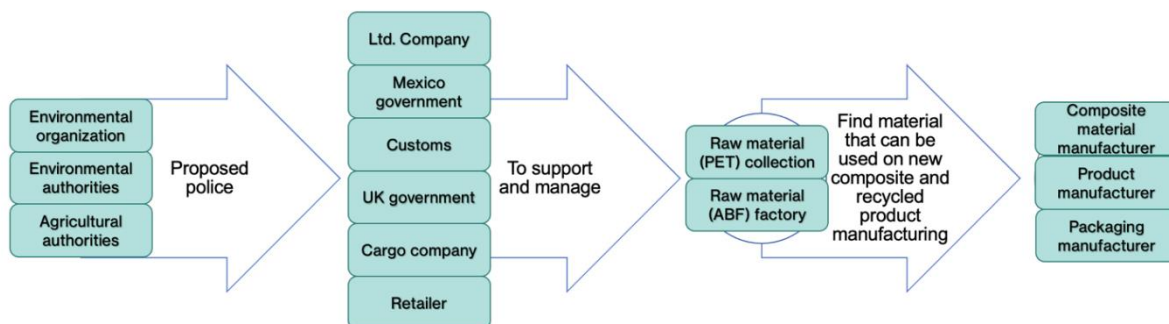 Environmental
organization
Environmental
authorities
Agricultural
authorities
Proposed
police
Ltd. Company
Mexico
government
Customs
UK government
Cargo company
Retailer
To support
and manage
Raw material
(PET) collection
Raw material
(ABF) factory
Find material
that can be
used on new
composite and
recycled
product
manufacturing
Composite
material
manufacturer
Product
manufacturer
Packaging
manufacturer